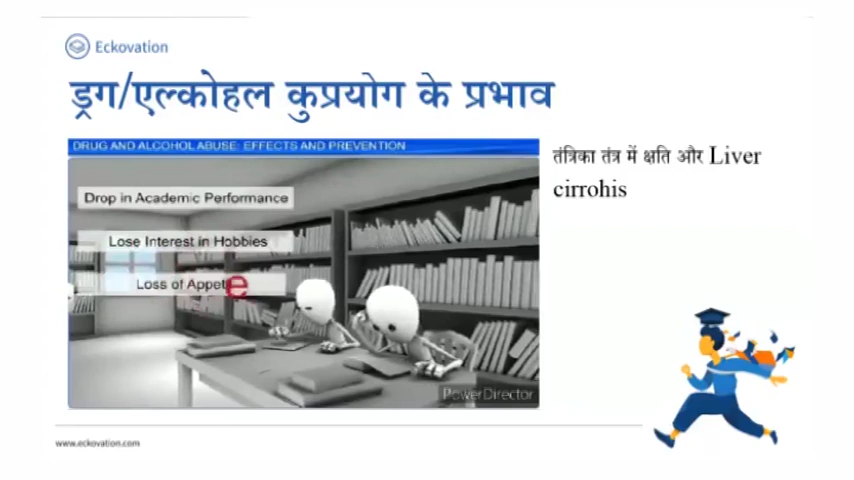 Eckovation
ड्रग/एल्कोहल कुप्रयोग के प्रभाव
DRUG AND ALCOHOL ABUSE: EFFECTS AND PREVENTION
Drop in Academic Performance
Lose Interest in Hobbies
Loss of Appete
तंत्रिका तंत्र में क्षति और Liver
cirrohis
PowerDirector
www.eckovation.com